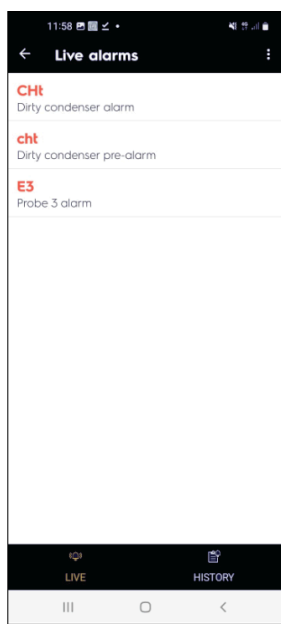 11:58
Live alarms
CHt
Dirty condenser alarm
cht
Dirty condenser pre-alarm
E3
Probe 3 alarm
LIVE
HISTORY